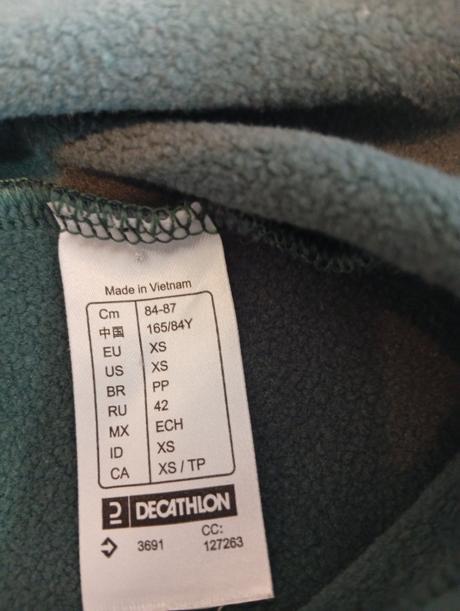 Made in Vietnam
Cm 84-87
中国 165/84Y
EU XS
US XS
BR PP
RU 42
MX ECH
ID XS
CA XS / TP
DECATHLON
3691 CC: 127263